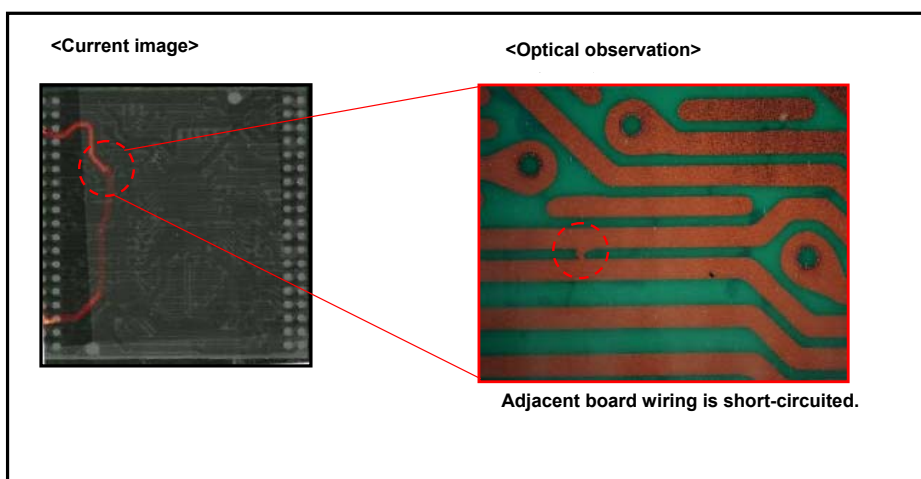 <Current image>
<Optical observation>
Adjacent board wiring is short-circuited.